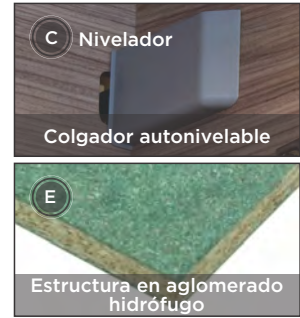 C Nivelador
Colgador autonivelable
E
Estructura en aglomerado
hidrófugo